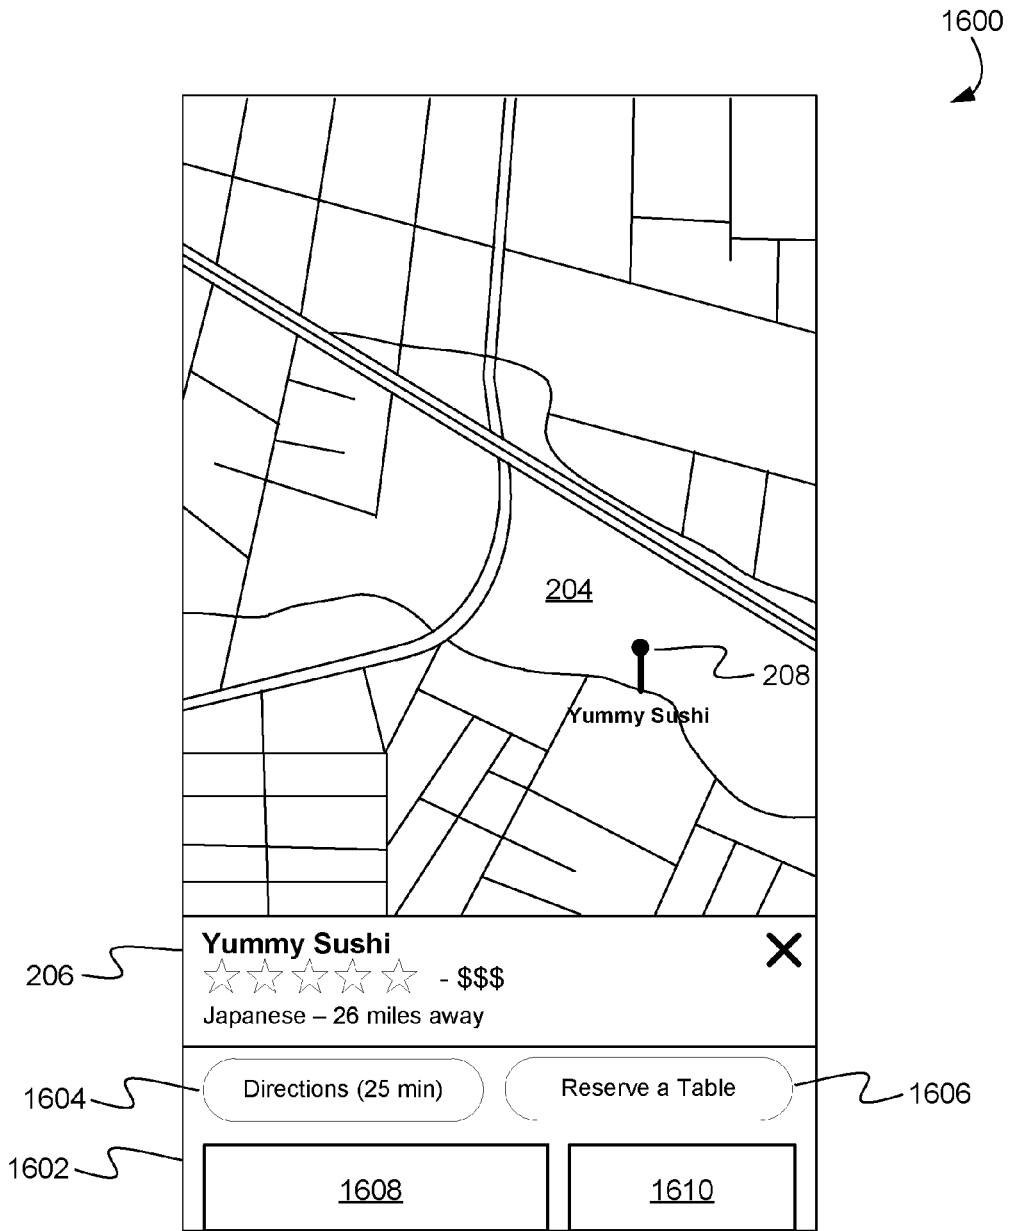 1600
204
208
Yummy Sushi
206
Yummy Sushi
- $$$
Japanese – 26 miles away
1604
Directions (25 min)
Reserve a Table
1606
1602
1608
1610